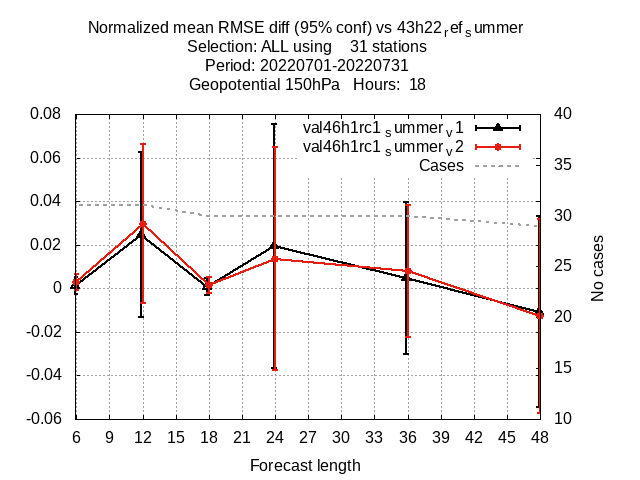 Normalized mean RMSE diff (95% conf) vs 43h22refsummer
Selection: ALL using 31 stations
Period: 20220701-20220731
Geopotential 150hPa Hours: 18
val46h1rc1summerv1
val46h1rc1summerv2
Cases
0.08
0.06
0.04
0.02
0
-0.02
-0.04
-0.06
40
35
30
25
20
15
10
No cases
6 9 12 15 18 21 24 27 30 33 36 39 42 45 48
Forecast length